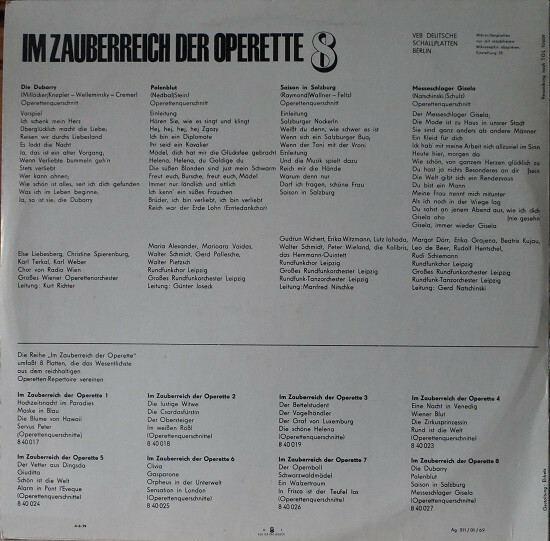 IM ZAUBERREICH DER OPERETTE 8
VEB DEUTSCHE
SCHALLPLATTEN
BERLIN
Die Dubarry
(Millöcker/Knepler – Welleminsky – Cremer)
Operettenquerschnitt
Vorspiel
Ich schenk mein Herz
Überglücklich macht die Liebe,
Reisen wir durchs Liebesland
Es lockt die Nacht
Ja, das ist ein alter Vorgang,
Wenn Verliebte bummeln gehn
Stets verliebt
Wer kann ahnen,
Wie schön ist alles, seit ich dich gefunden
Was ich im Leben beginne,
Ja, so ist sie, die Dubarry
Else Liebesberg, Christine Spierenburg,
Karl Terkal, Karl Weber
Chor von Radio Wien
Großes Wiener Operettenorchester
Leitung: Kurt Richter
Polenblut
(Nedbal/Stein)
Operettenquerschnitt
Einleitung
Hören Sie, wie es singt und klingt
Hej, hej, hej, hej Zgazy
Ich bin ein Diplomate
Ihr seid ein Kavalier
Mädel, dich hat mir die Glücksfee gebracht
Helena, Helena, du Goldige du
Die süßen Blonden sind just mein Schwarm
Freut euch, Bursche, freut euch, Mädel
Immer nur ländlich und sittlich
Ich kenn' ein süßes Frauchen
Brüder, ich bin verliebt, ich bin verliebt
Reich war der Erde Lohn (Erntedankchor)
Maria Alexander, Marioara Vaidas,
Walter Schmidt, Gerd Pallesche,
Walter Pietzsch
Rundfunkchor Leipzig
Großes Rundfunkorchester Leipzig
Leitung: Günter Joseck
Saison in Salzburg
(Raymond/Wallner – Feltz)
Operettenquerschnitt
Einleitung
Salzburger Nockerln
Weißt du denn, wie schwer es ist
Wenn sich ein Salzburger Bua,
Wenn der Toni mit der Vroni
Einleitung
Und die Musik spielt dazu
Reich mir die Hände
Warum denn nur
Darf ich fragen, schöne Frau
Saison in Salzburg
Gudrun Wichert, Erika Witzmann, Lutz Jahoda,
Walter Schmidt, Peter Wieland, die Kolibris,
das Hemmann-Quintett
Rundfunkchor Leipzig
Großes Rundfunkorchester Leipzig
Leitung: Manfred Nitschke
Messeschlager Gisela
(Natschinski/Schulz)
Operettenquerschnitt
Der Messeschlager Gisela,
Die Mode ist zu Haus in unsrer Stadt
Sie sind ganz anders als andere Männer
Ein Kleid für dich
Ich hab mit meine Arbeit nich allzuviel im Sinn
Heute hier, morgen da
Wie schön, von ganzem Herzen glücklich zu
Du hast ja nichts Besonderes an dir [sein
Die Welt gibt sich ein Rendezvous
Du bist ein Mann
Meine Frau nennt mich mitunter
Als ich noch in der Wiege lag
Du sahst an jenem Abend aus, wie ich dich
Gisela oho [nie gesehn
Gisela, immer wieder Gisela
Margot Dörr, Erika Grajena, Beatrix Kujau,
Leo de Beer, Rudolf Hentschel,
Rudi Schiemann
Rundfunkchor Leipzig
Großes Rundfunkorchester Leipzig
Leitung: Gerd Natschinski
Die Reihe „Im Zauberreich der Operette"
umfaßt 8 Platten, die das Wesentlichste
aus dem reichhaltigen
Operetten-Repertoire vereinen
Im Zauberreich der Operette 1
Hochzeitsnacht im Paradies
Maske in Blau
Die Blume von Hawaii
Servus Peter
(Operettenquerschnitte)
8 40 017
Im Zauberreich der Operette 2
Die lustige Witwe
Die Csardasfürstin
Der Obersteiger
Im weißen Rößl
(Operettenquerschnitte)
8 40 018
Im Zauberreich der Operette 3
Der Bettelstudent
Der Vogelhändler
Der Graf von Luxemburg
Die schöne Helena
(Operettenquerschnitte)
8 40 019
Im Zauberreich der Operette 4
Eine Nacht in Venedig
Wiener Blut
Die Zirkusprinzessin
Rund ist die Welt
(Operettenquerschnitte)
8 40 023
Im Zauberreich der Operette 5
Der Vetter aus Dingsda
Giuditta
Schön ist die Welt
Alarm in Pont l'Eveque
(Operettenquerschnitte)
8 40 024
Im Zauberreich der Operette 6
Clivia
Gasparone
Orpheus in der Unterwelt
Sensation in London
(Operettenquerschnitte)
8 40 025
Im Zauberreich der Operette 7
Der Opernball
Schwarzwaldmädel
Ein Walzertraum
In Frisco ist der Teufel los
(Operettenquerschnitte)
8 40 026
Im Zauberreich der Operette 8
Die Dubarry
Polenblut
Saison in Salzburg
Messeschlager Gisela
(Operettenquerschnitte)
8 40 027
Ag 511/01/69